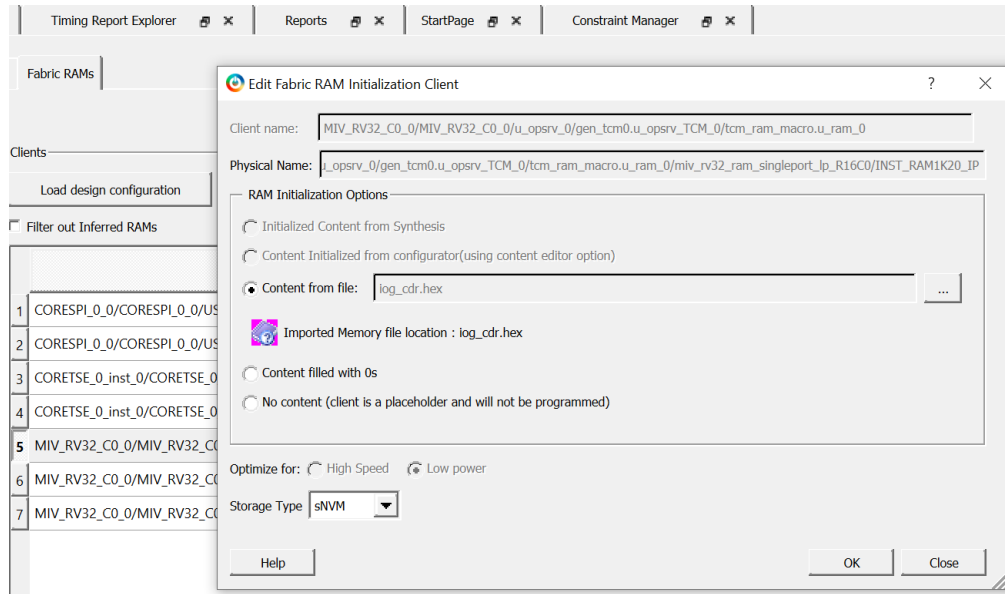 Timing Report Explorer Reports StartPage Constraint Manager
Fabric RAMs
Edit Fabric RAM Initialization Client ?
Client name: MIV_RV32_C0_0/MIV_RV32_C0_0/u_opsrv_0/gen_tcm0.u_opsrv_TCM_0/tcm_ram_macro.u_ram_0
Clients
Physical Name: u_opsrv_0/gen_tcm0.u_opsrv_TCM_0/tcm_ram_macro.u_ram_0/miv_rv32_ram_singleport_lp_R16C0/INST_RAM1K20_IP
Load design configuration
RAM Initialization Options
Filter out Inferred RAMs
Initialized Content from Synthesis
Content Initialized from configurator(using content editor option)
Content from file: iog_cdr.hex ...
Imported Memory file location : iog_cdr.hex
Content filled with 0s
No content (client is a placeholder and will not be programmed)
1 CORESPI_0_0/CORESPI_0_0/US
2 CORESPI_0_0/CORESPI_0_0/US
3 CORETSE_0_inst_0/CORETSE_0
4 CORETSE_0_inst_0/CORETSE_0
5 MIV_RV32_C0_0/MIV_RV32_C0
6 MIV_RV32_C0_0/MIV_RV32_C0
7 MIV_RV32_C0_0/MIV_RV32_C0
Optimize for: High Speed Low power
Storage Type sNVM
Help OK Close